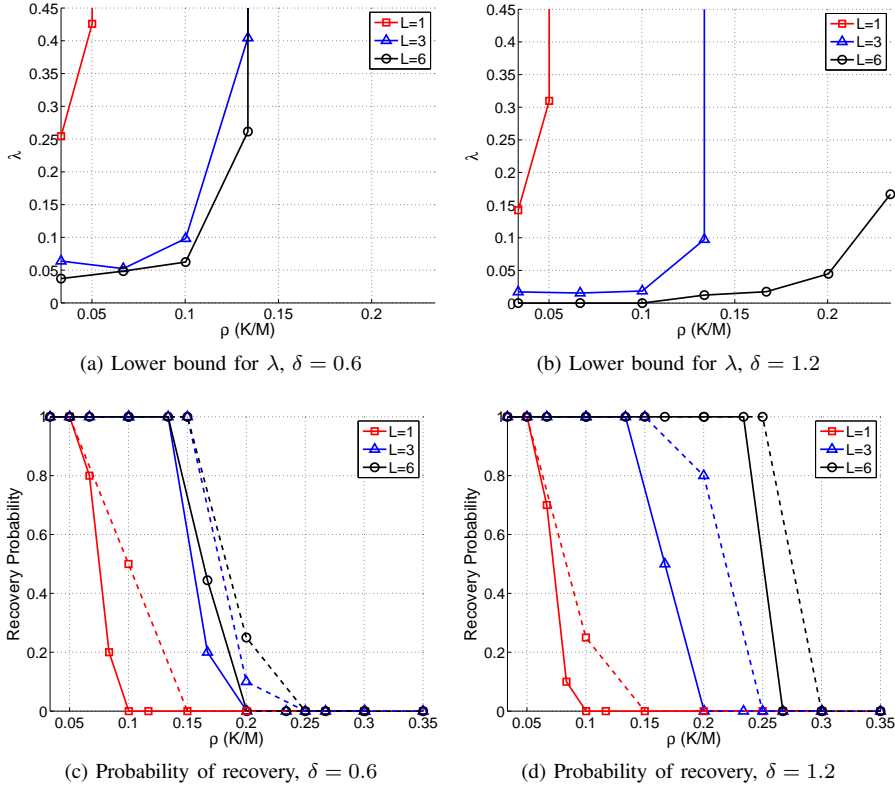 0.45
0.4
0.35
0.3
0.25
0.2
0.15
0.1
0.05
0
λ
0.05
0.1
0.15
0.2
ρ (K/M)
L=1
L=3
L=6
(a) Lower bound for λ, δ = 0.6
0.45
0.4
0.35
0.3
0.25
0.2
0.15
0.1
0.05
0
λ
0.05
0.1
0.15
0.2
ρ (K/M)
L=1
L=3
L=6
(b) Lower bound for λ, δ = 1.2
1
0.8
0.6
0.4
0.2
0
Recovery Probability
0.05
0.1
0.15
0.2
0.25
0.3
0.35
ρ (K/M)
L=1
L=3
L=6
(c) Probability of recovery, δ = 0.6
1
0.8
0.6
0.4
0.2
0
Recovery Probability
0.05
0.1
0.15
0.2
0.25
0.3
0.35
ρ (K/M)
L=1
L=3
L=6
(d) Probability of recovery, δ = 1.2